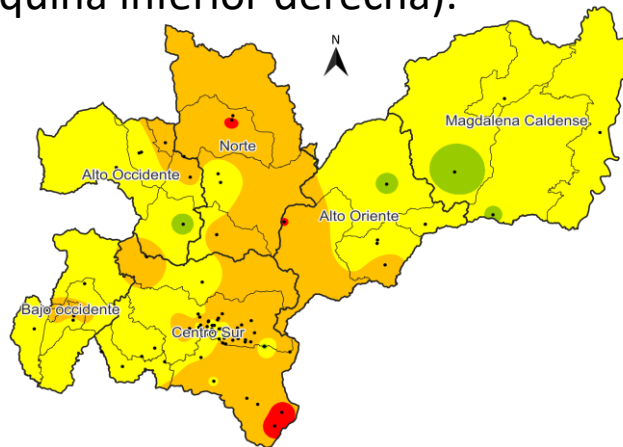 quina inferior derecha).
N
Magdalena Caldense
Norte
Alto Occidente
Alto Oriente
Bajo occidente
Centro Sur